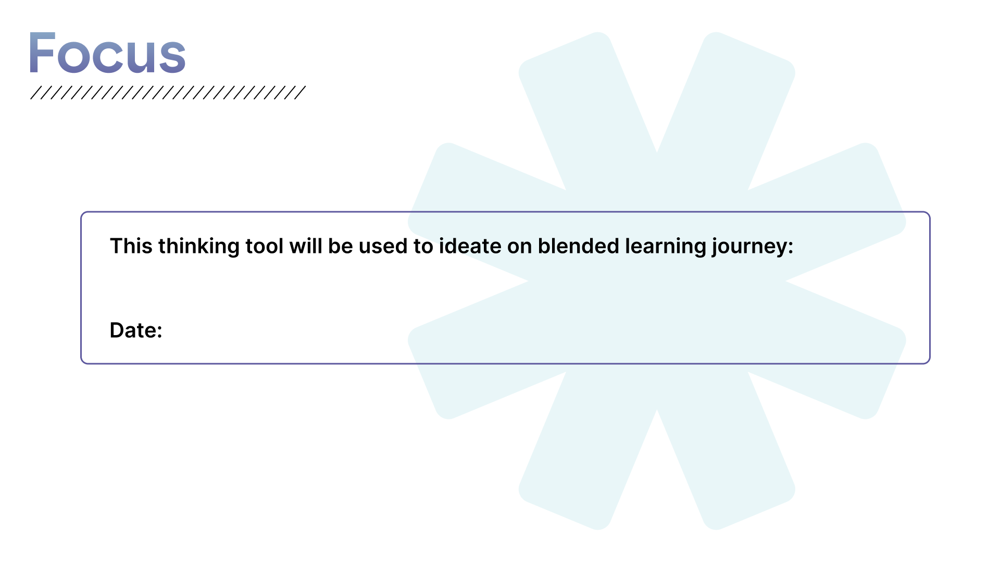 Focus
This thinking tool will be used to ideate on blended learning journey:
Date: